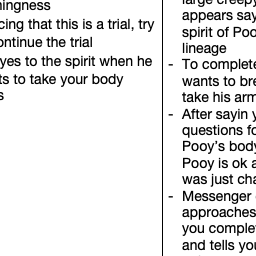 ningness
cing that this is a trial, try
ontinue the trial
yes to the spirit when he
ts to take your body
s
large creepy
appears say
spirit of Poo
lineage
- To complete
wants to bre
take his arm
- After sayin y
questions fo
Pooy's body
Pooy is ok a
was just cha
- Messenger
approaches
you complet
and tells you